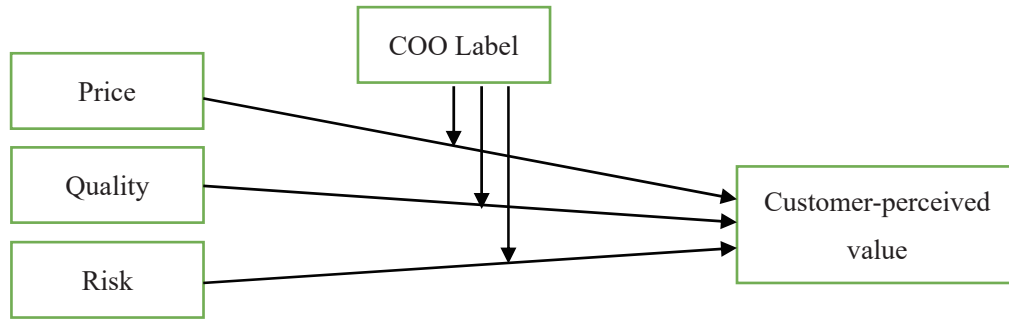 COO Label
Price
Quality
Risk
Customer-perceived
value